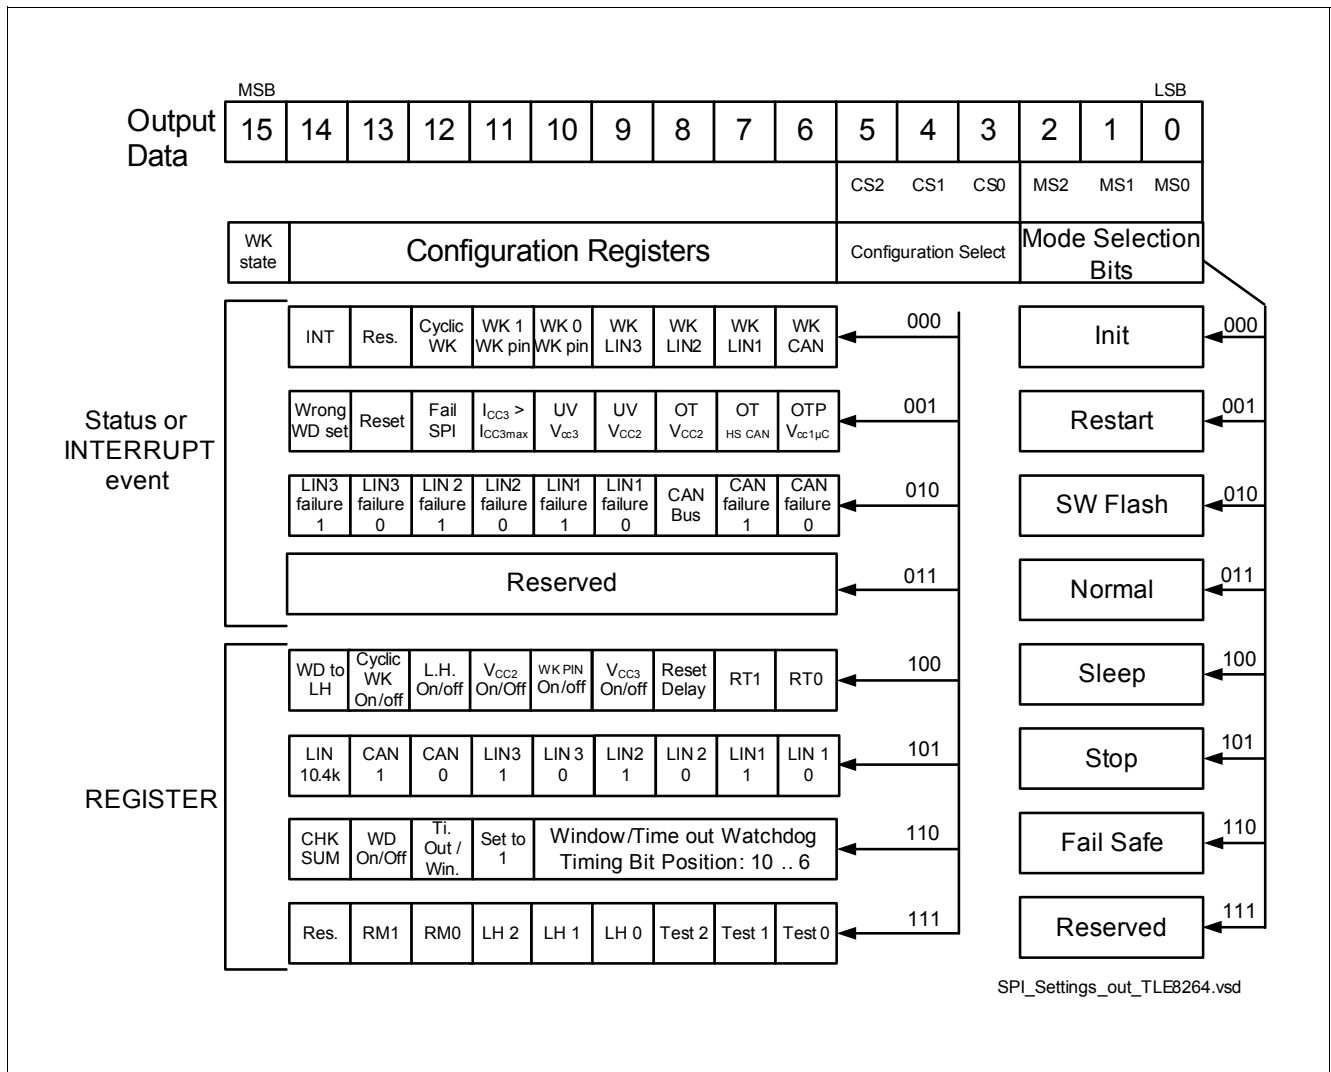 MSB LSB
Output Data 15 14 13 12 11 10 9 8 7 6 5 4 3 2 1 0
CS2 CS1 CS0 MS2 MS1 MS0
WK state Configuration Registers Configuration Select Mode Selection Bits
Status or INTERRUPT event
INT Res. Cyclic WK WK 1 WK pin WK 0 WK pin WK LIN3 WK LIN2 WK LIN1 WK CAN 000 Init 000
Wrong WD set Reset Fail SPI ICC3 > ICC3max UV Vcc3 UV VCC2 OT VCC2 OT HS CAN OTP Vcc1µC 001 Restart 001
LIN3 failure 1 LIN3 failure 0 LIN 2 failure 1 LIN2 failure 0 LIN1 failure 1 LIN1 failure 0 CAN Bus CAN failure 1 CAN failure 0 010 SW Flash 010
Reserved 011 Normal 011
REGISTER
WD to LH Cyclic WK On/off L.H. On/off VCC2 On/Off WK PIN On/off VCC3 On/off Reset Delay RT1 RT0 100 Sleep 100
LIN 10.4k CAN 1 CAN 0 LIN3 1 LIN 3 0 LIN2 1 LIN 2 0 LIN1 1 LIN 1 0 101 Stop 101
CHK SUM WD On/Off Ti. Out / Win. Set to 1 Window/Time out Watchdog Timing Bit Position: 10 .. 6 110 Fail Safe 110
Res. RM1 RM0 LH 2 LH 1 LH 0 Test 2 Test 1 Test 0 111 Reserved 111
SPI_Settings_out_TLE8264.vsd